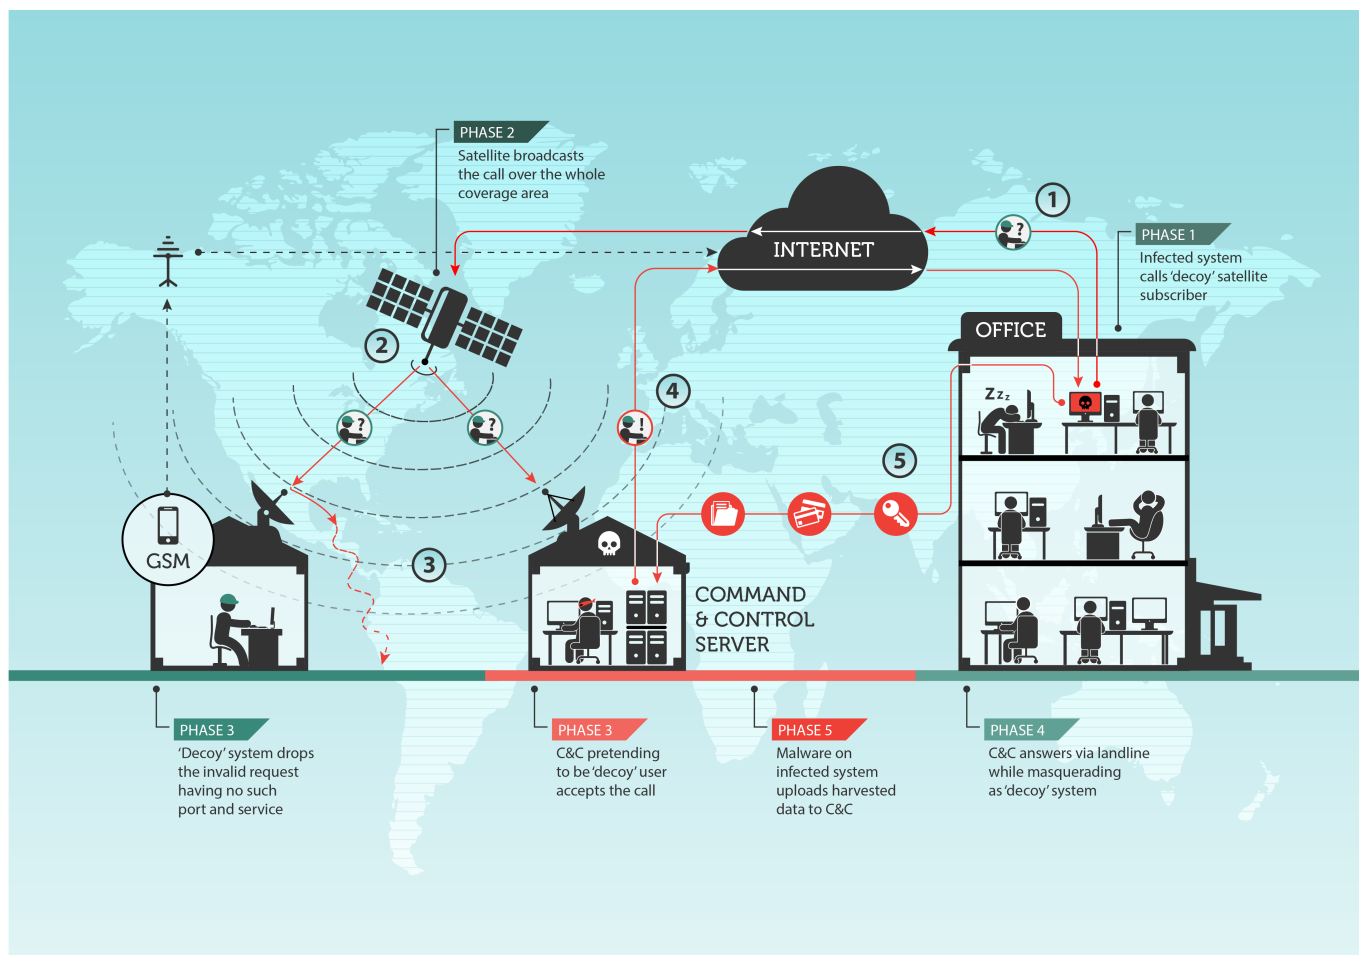 PHASE 2
Satellite broadcasts
the call over the whole
coverage area
1
INTERNET
?
PHASE 1
Infected system
calls ‘decoy’ satellite
subscriber
OFFICE
2
4
Zzz
?
?
!
5
GSM
3
COMMAND
& CONTROL
SERVER
PHASE 3
‘Decoy’ system drops
the invalid request
having no such
port and service
PHASE 3
C&C pretending
to be ‘decoy’ user
accepts the call
PHASE 5
Malware on
infected system
uploads harvested
data to C&C
PHASE 4
C&C answers via landline
while masquerading
as ‘decoy’ system